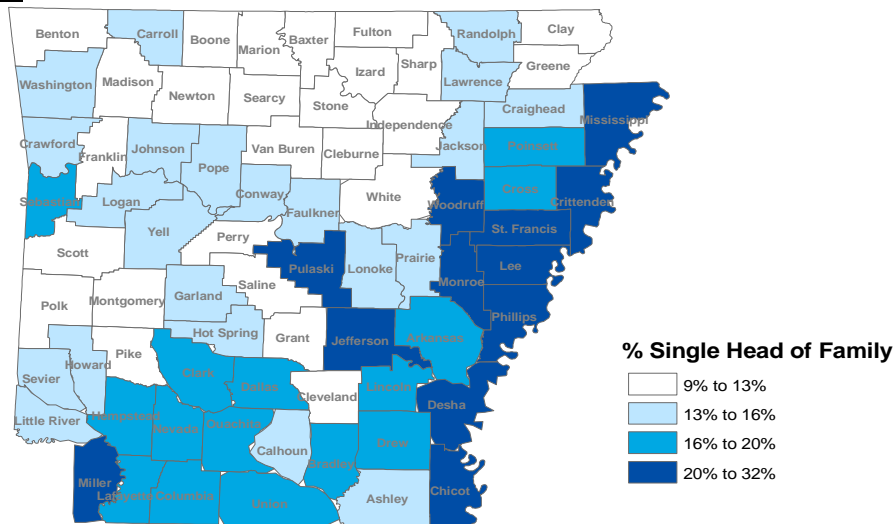 Benton
Carroll
Boone
Marion
Baxter
Fulton
Randolph
Clay
Izard
Sharp
Greene
Washington
Madison
Newton
Searcy
Stone
Lawrence
Independence
Craighead
Mississippi
Crawford
Franklin
Johnson
Pope
Van Buren
Cleburne
Jackson
Poinsett
Sebastian
Logan
Conway
Faulkner
White
Woodruff
Cross
Crittenden
Yell
Perry
St. Francis
Scott
Pulaski
Lonoke
Prairie
Monroe
Lee
Polk
Montgomery
Garland
Saline
Phillips
Hot Spring
Grant
Jefferson
Arkansas
Sevier
Howard
Pike
Clark
Dallas
Cleveland
Lincoln
Desha
Little River
Hempstead
Nevada
Ouachita
Calhoun
Bradley
Drew
Miller
Lafayette
Columbia
Union
Ashley
Chicot
% Single Head of Family
9% to 13%
13% to 16%
16% to 20%
20% to 32%